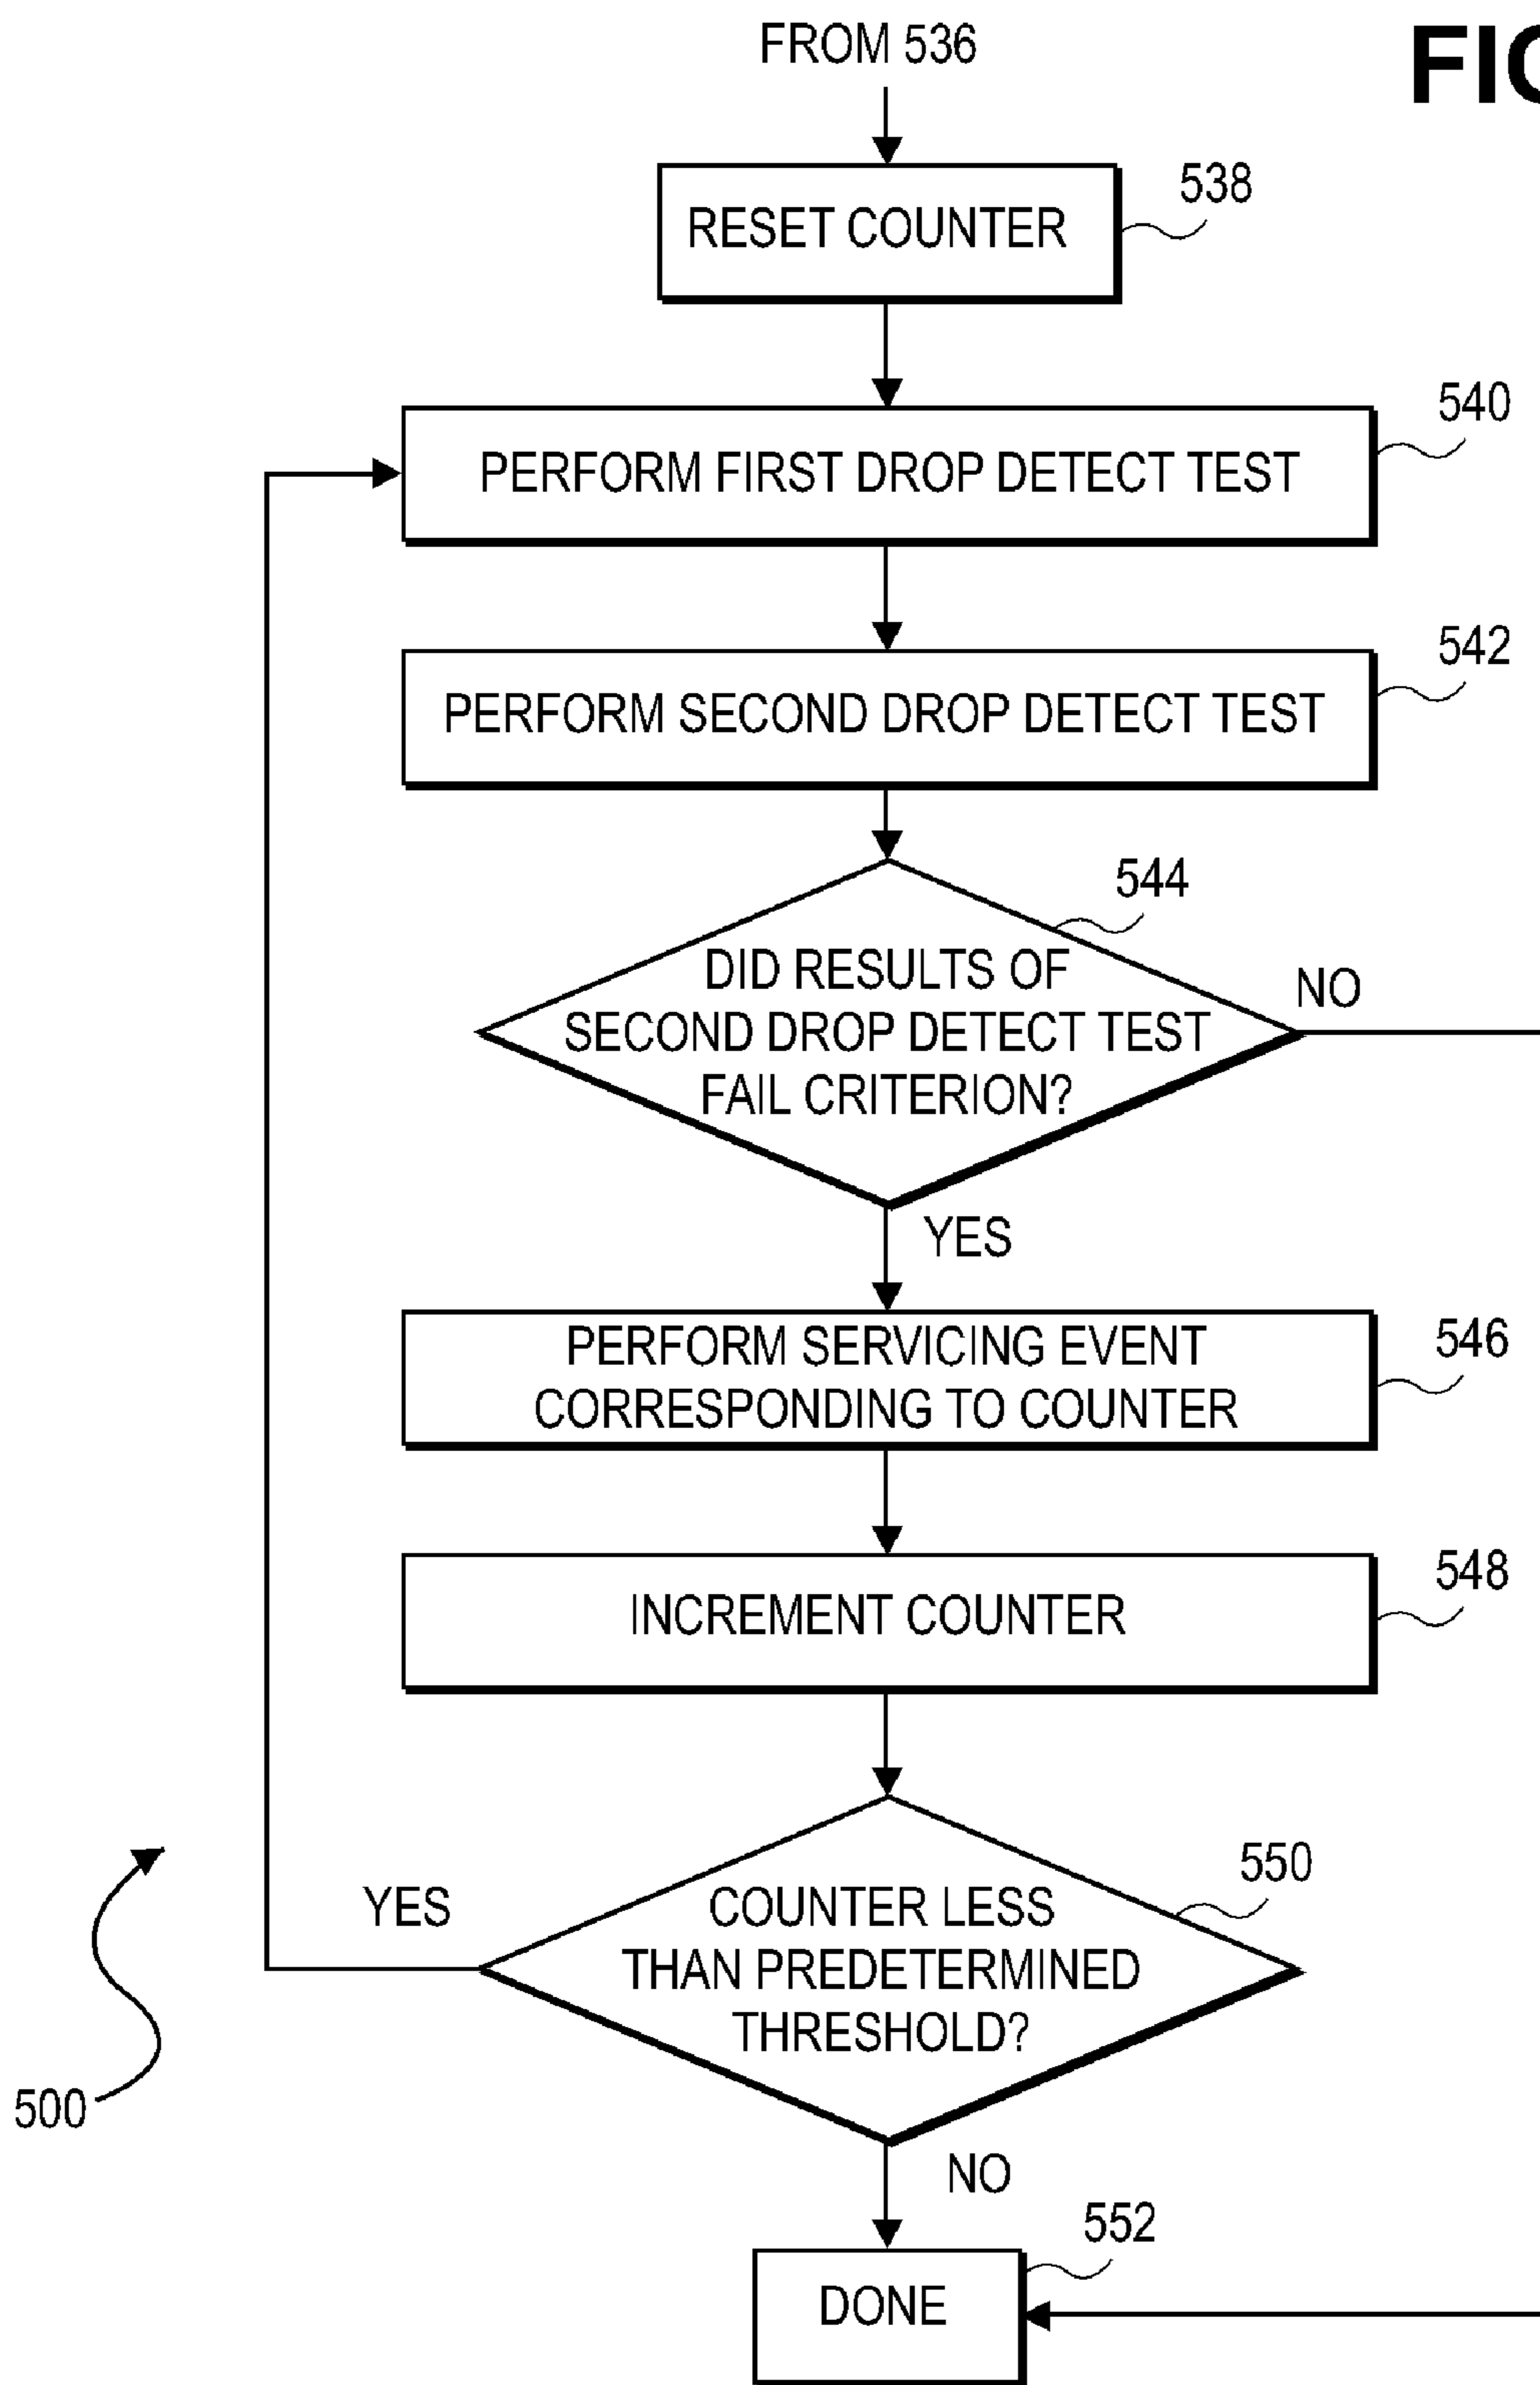 FROM 536
RESET COUNTER
538
PERFORM FIRST DROP DETECT TEST
540
PERFORM SECOND DROP DETECT TEST
542
544
DID RESULTS OF
SECOND DROP DETECT TEST
FAIL CRITERION?
NO
YES
PERFORM SERVICING EVENT
CORRESPONDING TO COUNTER
546
INCREMENT COUNTER
548
550
YES
COUNTER LESS
THAN PREDETERMINED
THRESHOLD?
500
NO
552
DONE